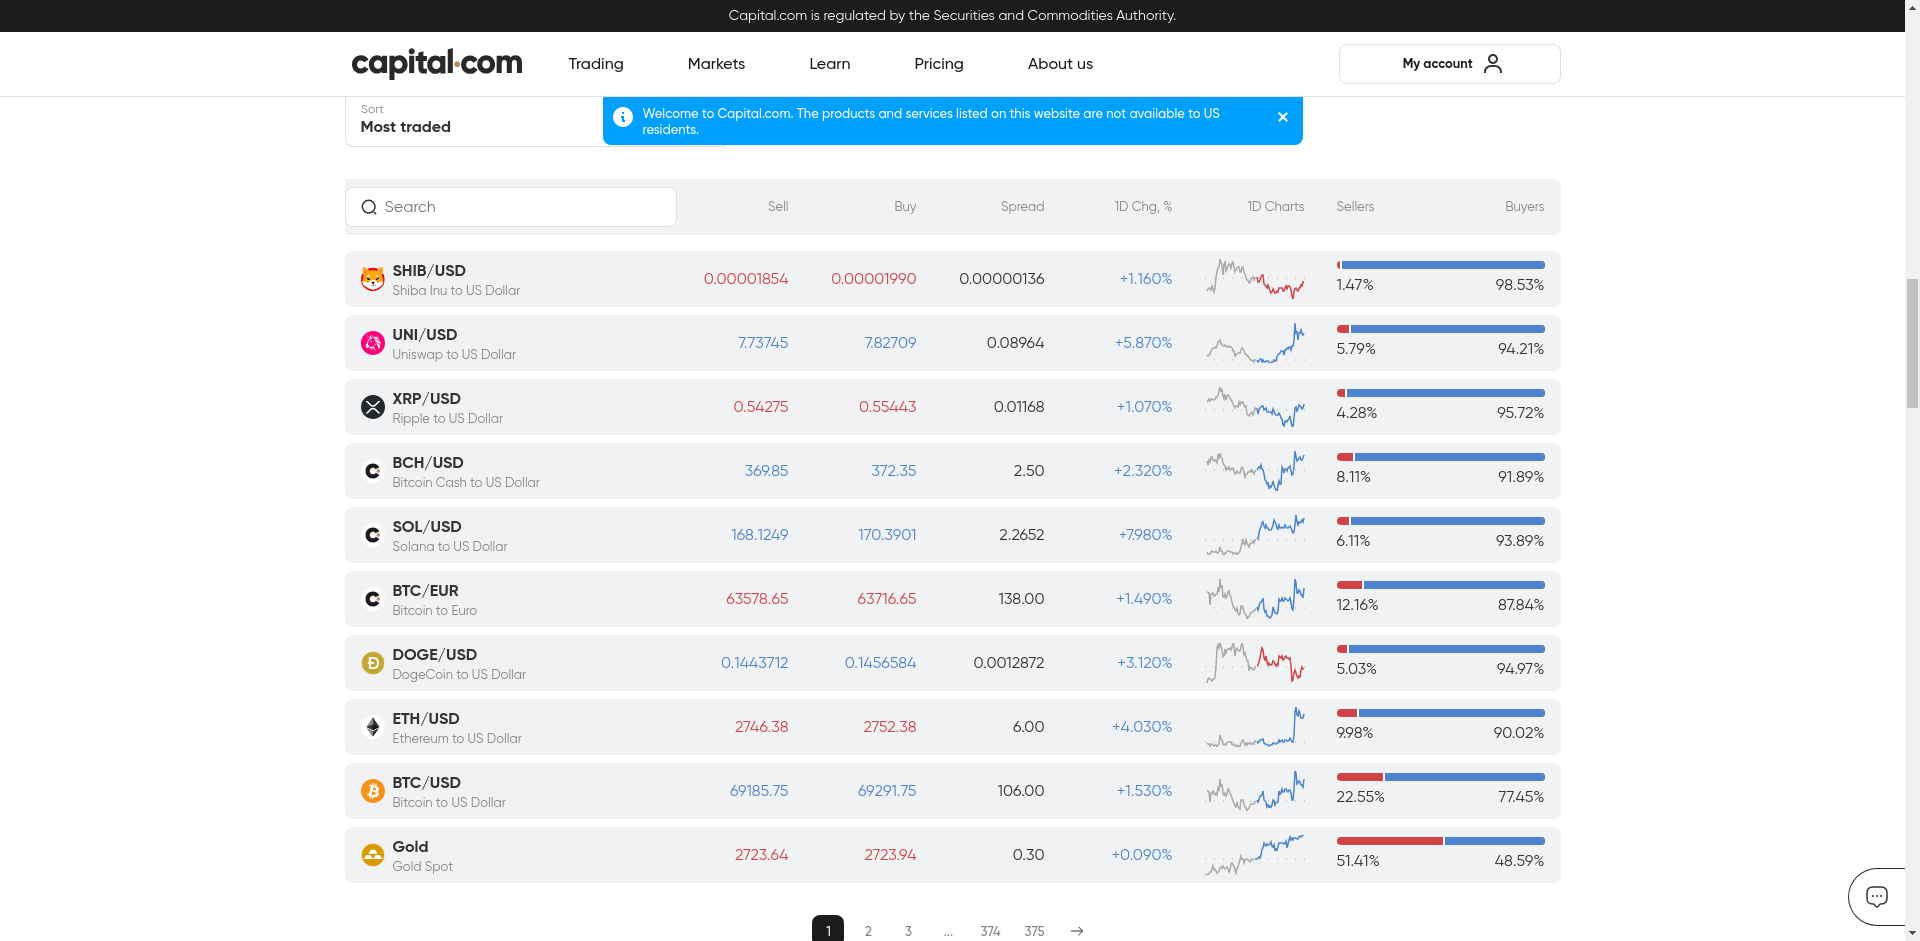 Capital.com is regulated by the Securities and Commodities Authority.
capital.com Trading Markets Learn Pricing About us My account
Sort
Most traded
Welcome to Capital.com. The products and services listed on this website are not available to US
residents.
Search Sell Buy Spread 1D Chg, % 1D Charts Sellers Buyers
SHIB/USD
Shiba Inu to US Dollar
0.00001854 0.00001990 0.00000136 +1.160% 1.47% 98.53%
UNI/USD
Uniswap to US Dollar
7.73745 7.82709 0.08964 +5.870% 5.79% 94.21%
XRP/USD
Ripple to US Dollar
0.54275 0.55443 0.01168 +1.070% 4.28% 95.72%
BCH/USD
Bitcoin Cash to US Dollar
369.85 372.35 2.50 +2.320% 8.11% 91.89%
SOL/USD
Solana to US Dollar
168.1249 170.3901 2.2652 +7.980% 6.11% 93.89%
BTC/EUR
Bitcoin to Euro
63578.65 63716.65 138.00 +1.490% 12.16% 87.84%
DOGE/USD
DogeCoin to US Dollar
0.1443712 0.1456584 0.0012872 +3.120% 5.03% 94.97%
ETH/USD
Ethereum to US Dollar
2746.38 2752.38 6.00 +4.030% 9.98% 90.02%
BTC/USD
Bitcoin to US Dollar
69185.75 69291.75 106.00 +1.530% 22.55% 77.45%
Gold
Gold Spot
2723.64 2723.94 0.30 +0.090% 51.41% 48.59%
1 2 3 ... 374 375